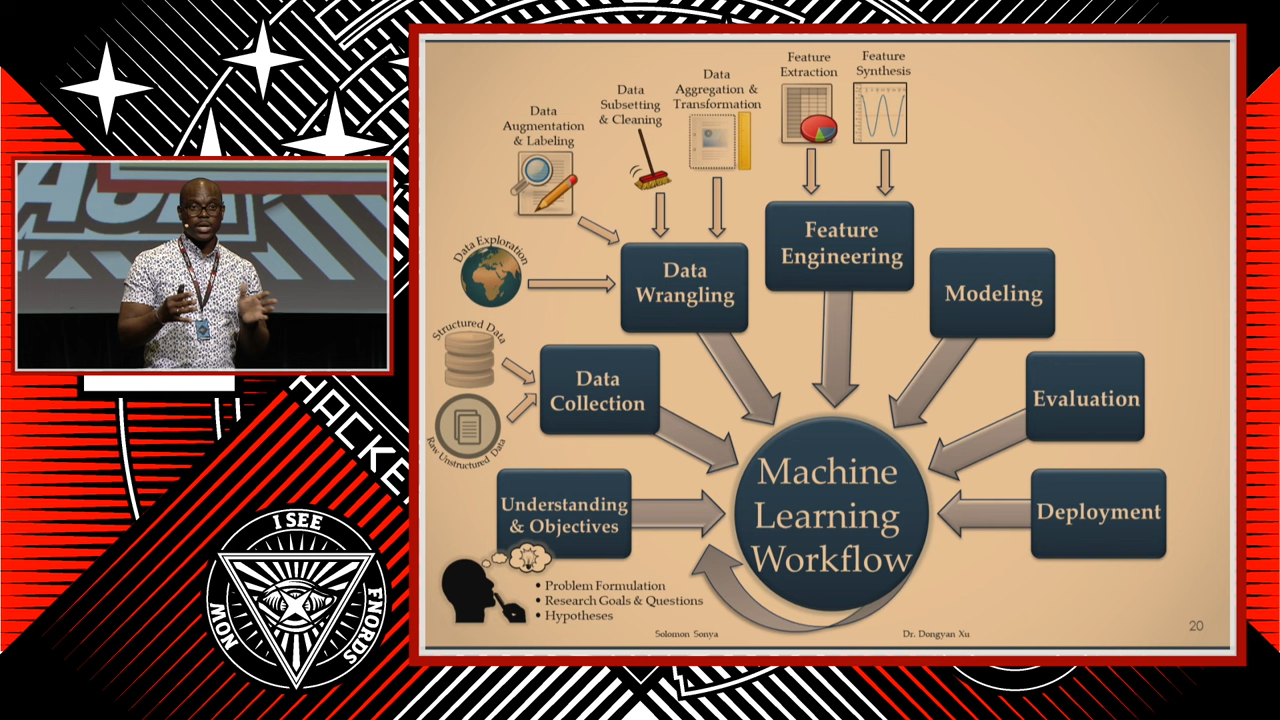 Feature
Extraction
Feature
Synthesis
Data
Aggregation &
Transformation
Data
Subsetting
& Cleaning
Data
Augmentation
& Labeling
Data Exploration
Structured Data
Raw Unstructured Data
Feature
Engineering
Data
Wrangling
Modeling
Data
Collection
Evaluation
Understanding
& Objectives
Deployment
Machine
Learning
Workflow
• Problem Formulation
• Research Goals & Questions
• Hypotheses
Solomon Sonya
Dr. Dongyan Xu
20
HACKE
I SEE
FNORDS
NOW